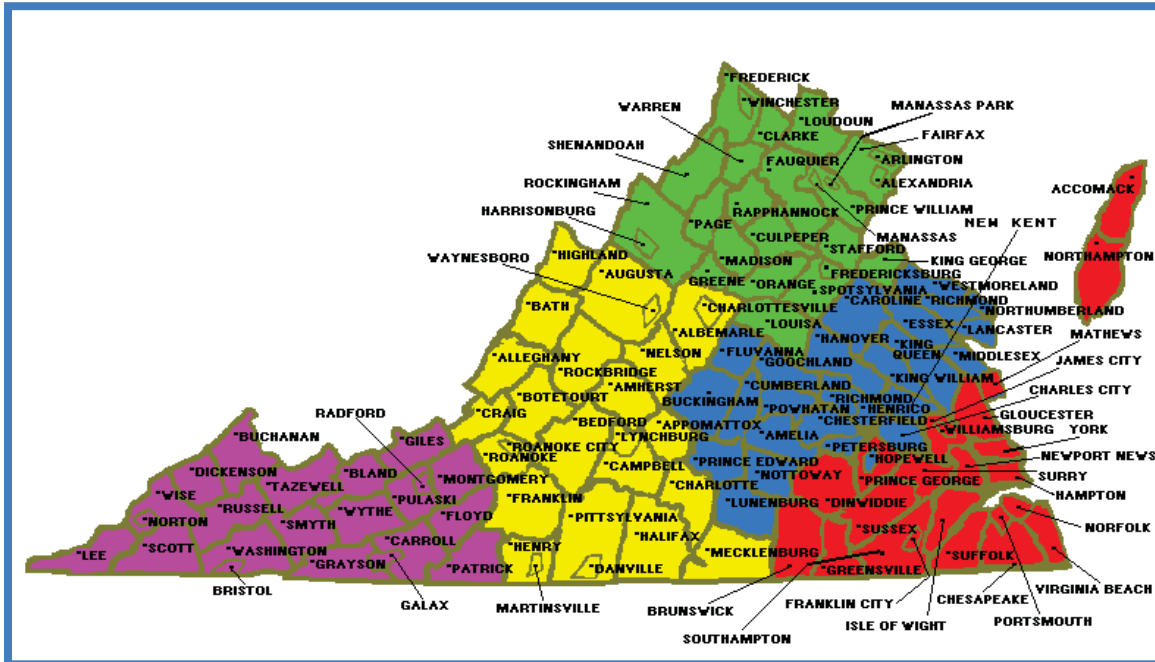 FREDERICK
WINCHESTER
WARREN
MANASSAS PARK
LOUDOUN
CLARKE
FAIRFAX
SHENANDOAH
FAUQUIER
ARLINGTON
ACCOMACK
ALEXANDRIA
ROCKINGHAM
HARRISONBURG
RAPPHANNOCK
PRINCE WILLIAM
PAGE
NEW KENT
CULPEPER
MANASSAS
STAFFORD
HIGHLAND
WAYNESBORO
AUGUSTA
MADISON
KING GEORGE
NORTHAMPTON
GREENE
ORANGE
FREDERICKSBURG
SPOTSYLVANIA
WESTMORELAND
BATH
CHARLOTTESVILLE
CAROLINE
RICHMOND
NORTHUMBERLAND
LOUISA
ALBEMARLE
ESSEX
LANCASTER
HANOVER
MATHEWS
ALLEGHANY
NELSON
FLUVANNA
GOOCHLAND
KING
QUEEN
MIDDLESEX
JAMES CITY
ROCKBRIDGE
AMHERST
CUMBERLAND
KING WILLIAM
BOTETOURT
BUCKINGHAM
RICHMOND
CHARLES CITY
RADFORD
CRAIG
POWHATAN
HENRICO
GLOUCESTER
BEDFORD
APPOMATTOX
CHESTERFIELD
WILLIAMSBURG
YORK
BUCHANAN
GILES
ROANOKE CITY
LYNCHBURG
AMELIA
PETERSBURG
ROANOKE
HOPEWELL
NEWPORT NEWS
DICKENSON
BLAND
MONTGOMERY
CAMPBELL
PRINCE EDWARD
NOTTOWAY
SURRY
TAZEWELL
CHARLOTTE
PRINCE GEORGE
WISE
PULASKI
FRANKLIN
LUNENBURG
DINWIDDIE
HAMPTON
RUSSELL
WYTHE
FLOYD
PITTSYLVANIA
NORTON
SMYTH
SUSSEX
NORFOLK
HALIFAX
SCOTT
CARROLL
HENRY
LEE
WASHINGTON
MECKLENBURG
SUFFOLK
GRAYSON
PATRICK
DANVILLE
GREENSVILLE
BRISTOL
VIRGINIA BEACH
GALAX
MARTINSVILLE
BRUNSWICK
FRANKLIN CITY
CHESAPEAKE
ISLE OF WIGHT
PORTSMOUTH
SOUTHAMPTON